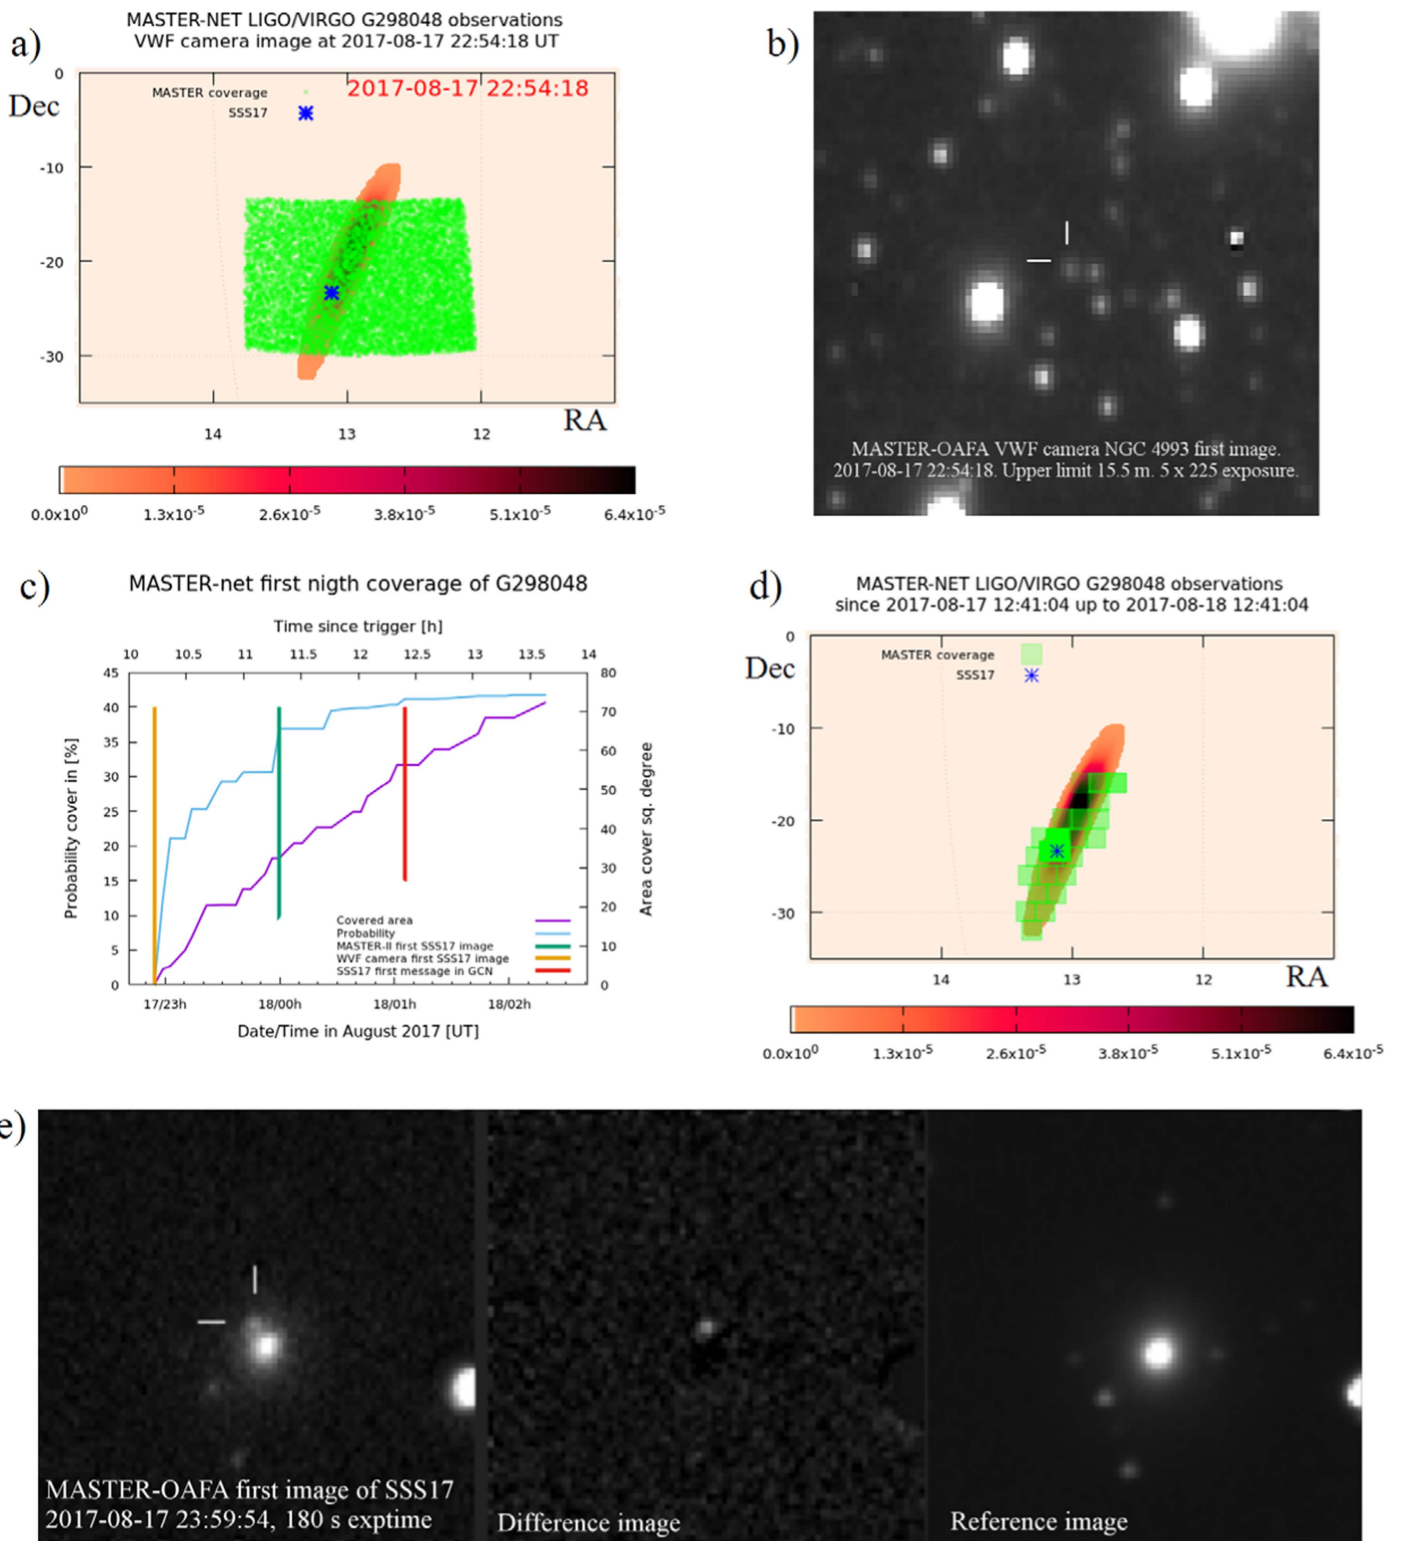 a)
MASTER-NET LIGO/VIRGO G298048 observations
VWF camera image at 2017-08-17 22:54:18 UT
Dec
0
-10
-20
-30
MASTER coverage
SSS17
2017-08-17 22:54:18
14
13
12
RA
0.0x10⁰
1.3x10⁻⁵
2.6x10⁻⁵
3.8x10⁻⁵
5.1x10⁻⁵
6.4x10⁻⁵
b)
MASTER-OAFA VWF camera NGC 4993 first image.
2017-08-17 22:54:18. Upper limit 15.5 m. 5 x 225 exposure.
c)
MASTER-net first nigth coverage of G298048
Time since trigger [h]
10
10.5
11
11.5
12
12.5
13
13.5
14
Probability cover in [%]
45
40
35
30
25
20
15
10
5
0
80
70
60
50
40
30
20
10
0
Area cover sq. degree
Covered area
Probability
MASTER-II first SSS17 image
WVF camera first SSS17 image
SSS17 first message in GCN
17/23h
18/00h
18/01h
18/02h
Date/Time in August 2017 [UT]
d)
MASTER-NET LIGO/VIRGO G298048 observations
since 2017-08-17 12:41:04 up to 2017-08-18 12:41:04
Dec
0
-10
-20
-30
MASTER coverage
SSS17
14
13
12
RA
0.0x10⁰
1.3x10⁻⁵
2.6x10⁻⁵
3.8x10⁻⁵
5.1x10⁻⁵
6.4x10⁻⁵
e)
MASTER-OAFA first image of SSS17
2017-08-17 23:59:54, 180 s exptime
Difference image
Reference image